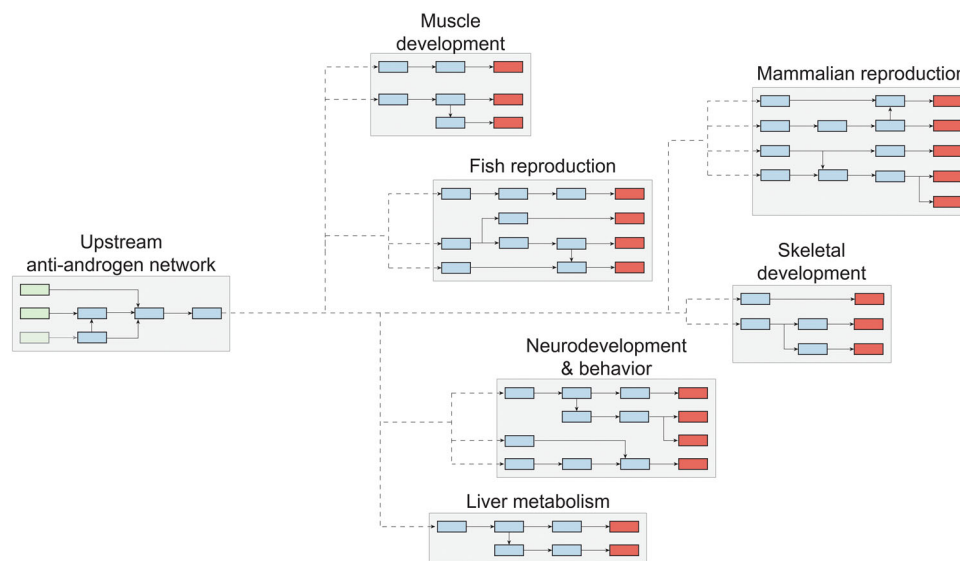 Muscle
development
Mammalian reproduction
Fish reproduction
Upstream
anti-androgen network
Skeletal
development
Neurodevelopment
& behavior
Liver metabolism